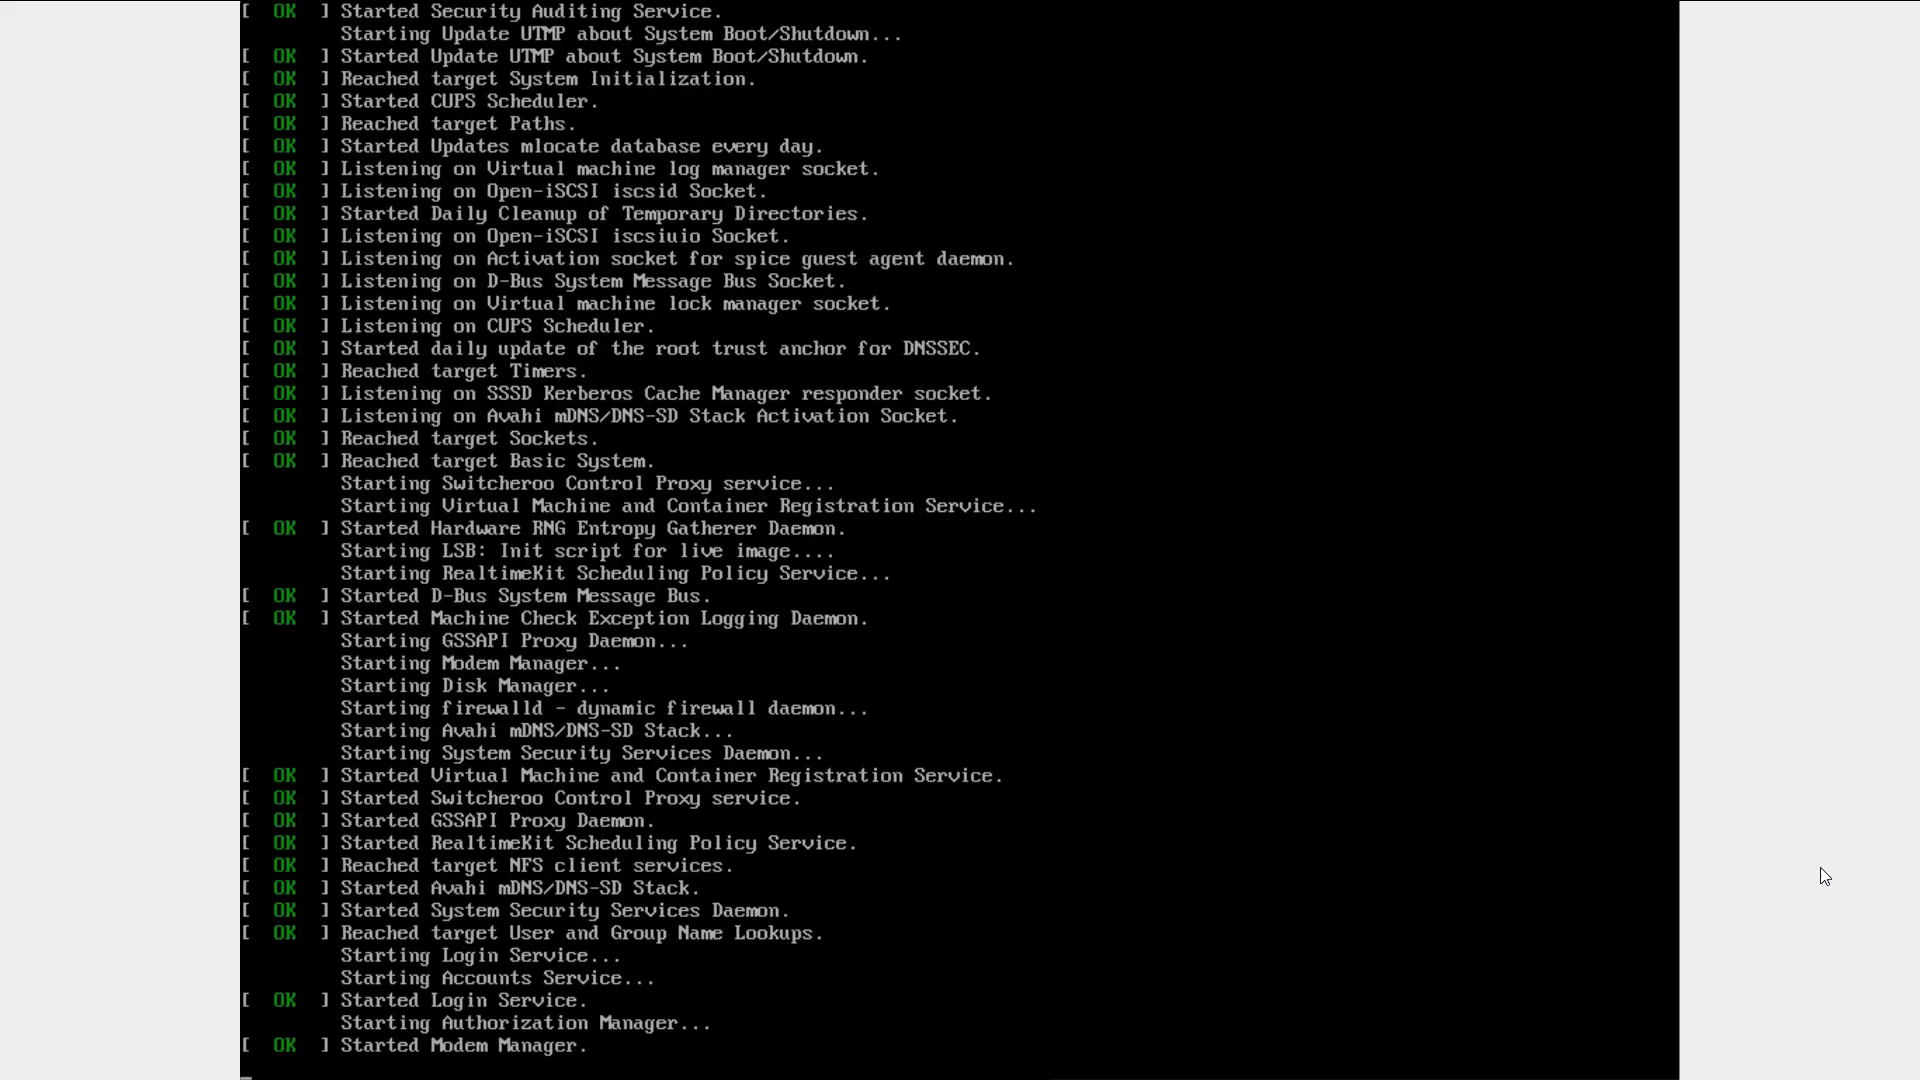 [  OK  ] Started Security Auditing Service.
         Starting Update UTMP about System Boot/Shutdown...
[  OK  ] Started Update UTMP about System Boot/Shutdown.
[  OK  ] Reached target System Initialization.
[  OK  ] Started CUPS Scheduler.
[  OK  ] Reached target Paths.
[  OK  ] Started Updates mlocate database every day.
[  OK  ] Listening on Virtual machine log manager socket.
[  OK  ] Listening on Open-iSCSI iscsid Socket.
[  OK  ] Started Daily Cleanup of Temporary Directories.
[  OK  ] Listening on Open-iSCSI iscsiuio Socket.
[  OK  ] Listening on Activation socket for spice guest agent daemon.
[  OK  ] Listening on D-Bus System Message Bus Socket.
[  OK  ] Listening on Virtual machine lock manager socket.
[  OK  ] Listening on CUPS Scheduler.
[  OK  ] Started daily update of the root trust anchor for DNSSEC.
[  OK  ] Reached target Timers.
[  OK  ] Listening on SSSD Kerberos Cache Manager responder socket.
[  OK  ] Listening on Avahi mDNS/DNS-SD Stack Activation Socket.
[  OK  ] Reached target Sockets.
[  OK  ] Reached target Basic System.
         Starting Switcheroo Control Proxy service...
         Starting Virtual Machine and Container Registration Service...
[  OK  ] Started Hardware RNG Entropy Gatherer Daemon.
         Starting LSB: Init script for live image....
         Starting RealtimeKit Scheduling Policy Service...
[  OK  ] Started D-Bus System Message Bus.
[  OK  ] Started Machine Check Exception Logging Daemon.
         Starting GSSAPI Proxy Daemon...
         Starting Modem Manager...
         Starting Disk Manager...
         Starting firewalld - dynamic firewall daemon...
         Starting Avahi mDNS/DNS-SD Stack...
         Starting System Security Services Daemon...
[  OK  ] Started Virtual Machine and Container Registration Service.
[  OK  ] Started Switcheroo Control Proxy service.
[  OK  ] Started GSSAPI Proxy Daemon.
[  OK  ] Started RealtimeKit Scheduling Policy Service.
[  OK  ] Reached target NFS client services.
[  OK  ] Started Avahi mDNS/DNS-SD Stack.
[  OK  ] Started System Security Services Daemon.
[  OK  ] Reached target User and Group Name Lookups.
         Starting Login Service...
         Starting Accounts Service...
[  OK  ] Started Login Service.
         Starting Authorization Manager...
[  OK  ] Started Modem Manager.